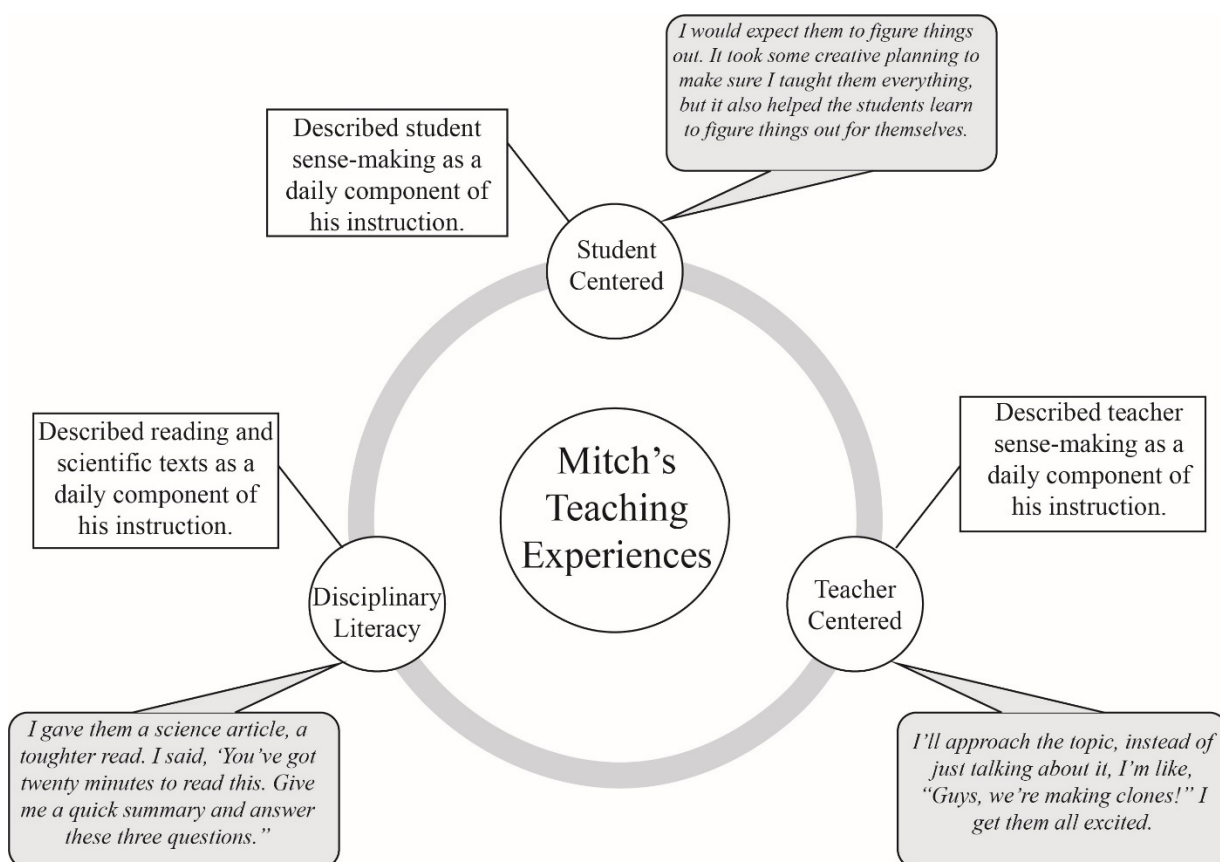 I would expect them to figure things
out. It took some creative planning to
make sure I taught them everything,
but it also helped the students learn
to figure things out for themselves.
Described student
sense-making as a
daily component of
his instruction.
Student
Centered
Described reading and
scientific texts as a
daily component of
his instruction.
Mitch’s
Teaching
Experiences
Described teacher
sense-making as a
daily component of
his instruction.
Disciplinary
Literacy
Teacher
Centered
I gave them a science article, a
toughter read. I said, ‘You’ve got
twenty minutes to read this. Give
me a quick summary and answer
these three questions.”
I’ll approach the topic, instead of
just talking about it, I’m like,
“Guys, we’re making clones!” I
get them all excited.